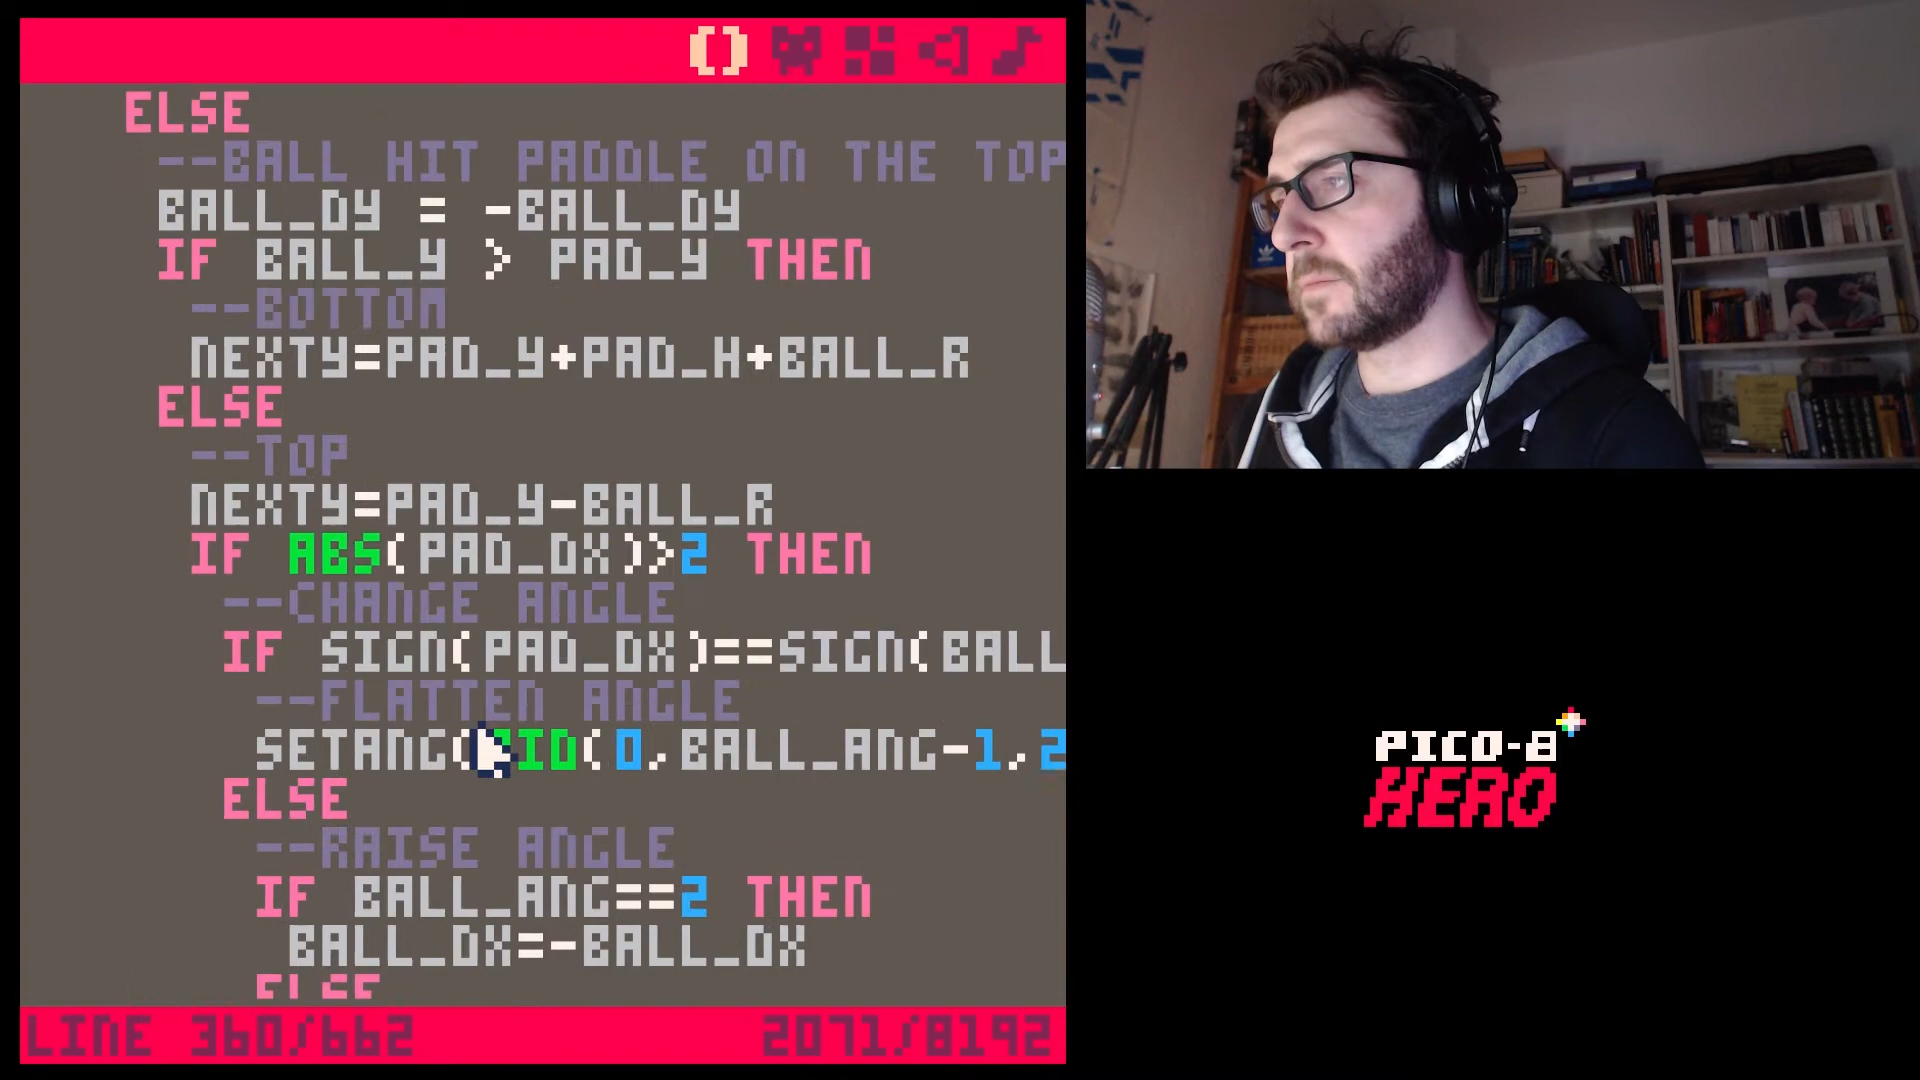 ELSE
--BALL HIT PADDLE ON THE TOP
BALL_DY = -BALL_DY
IF BALL_Y > PAD_Y THEN
--BOTTOM
NEXTY=PAD_Y+PAD_H+BALL_R
ELSE
--TOP
NEXTY=PAD_Y-BALL_R
IF ABS(PAD_DX)>2 THEN
--CHANGE ANGLE
IF SIGN(PAD_DX)==SIGN(BALL
--FLATTEN ANGLE
SETANG(MID(0,BALL_ANG-1,2
ELSE
--RAISE ANGLE
IF BALL_ANG==2 THEN
BALL_DX=-BALL_DX
ELSE
LINE 360/662 2071/8192
PICO-8
HERO